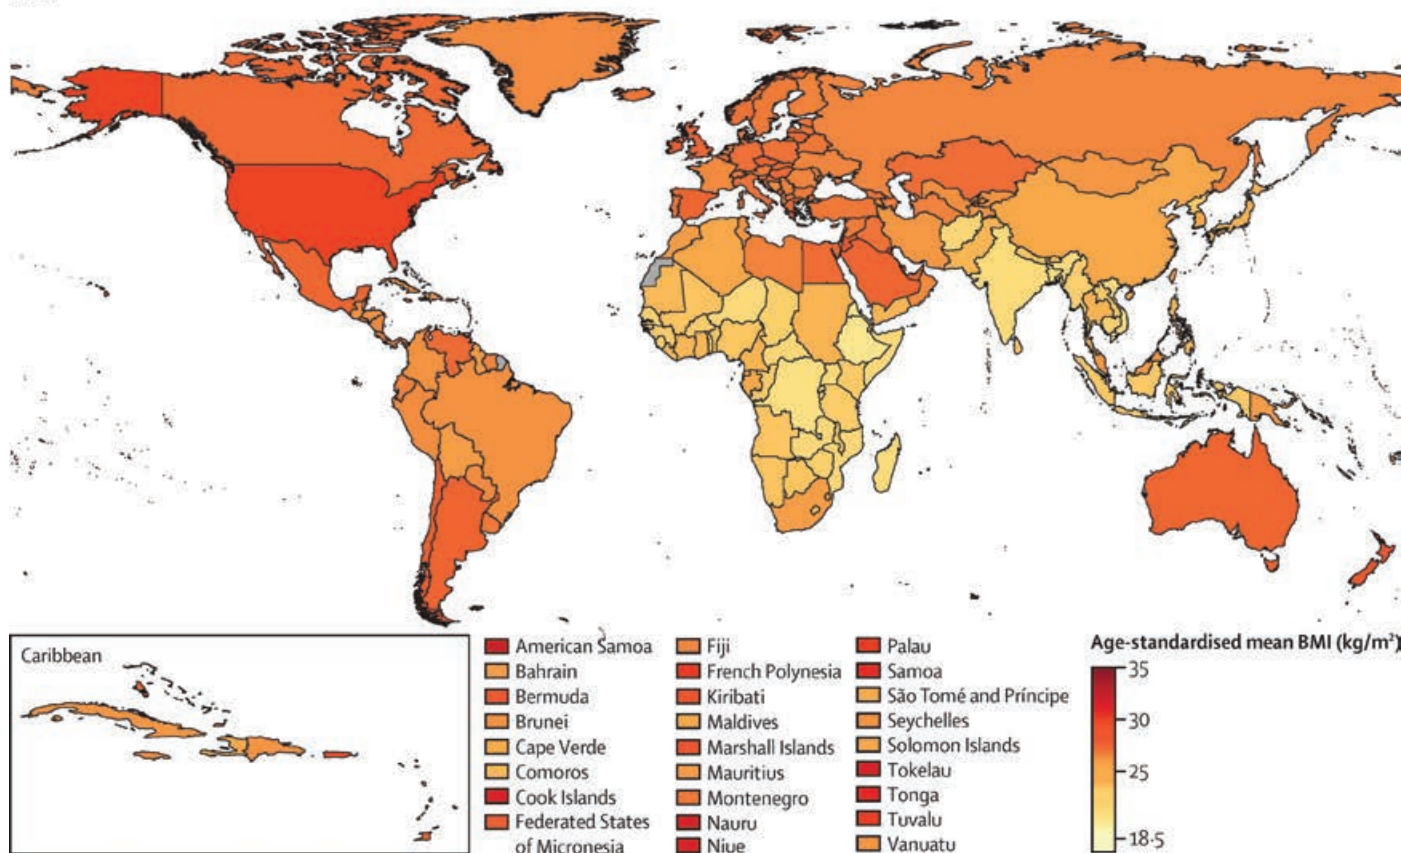 Caribbean
American Samoa
Bahrain
Bermuda
Brunei
Cape Verde
Comoros
Cook Islands
Federated States
of Micronesia
Fiji
French Polynesia
Kiribati
Maldives
Marshall Islands
Mauritius
Montenegro
Nauru
Niue
Palau
Samoa
São Tomé and Príncipe
Seychelles
Solomon Islands
Tokelau
Tonga
Tuvalu
Vanuatu
Age-standardised mean BMI (kg/m²)
35
30
25
18·5